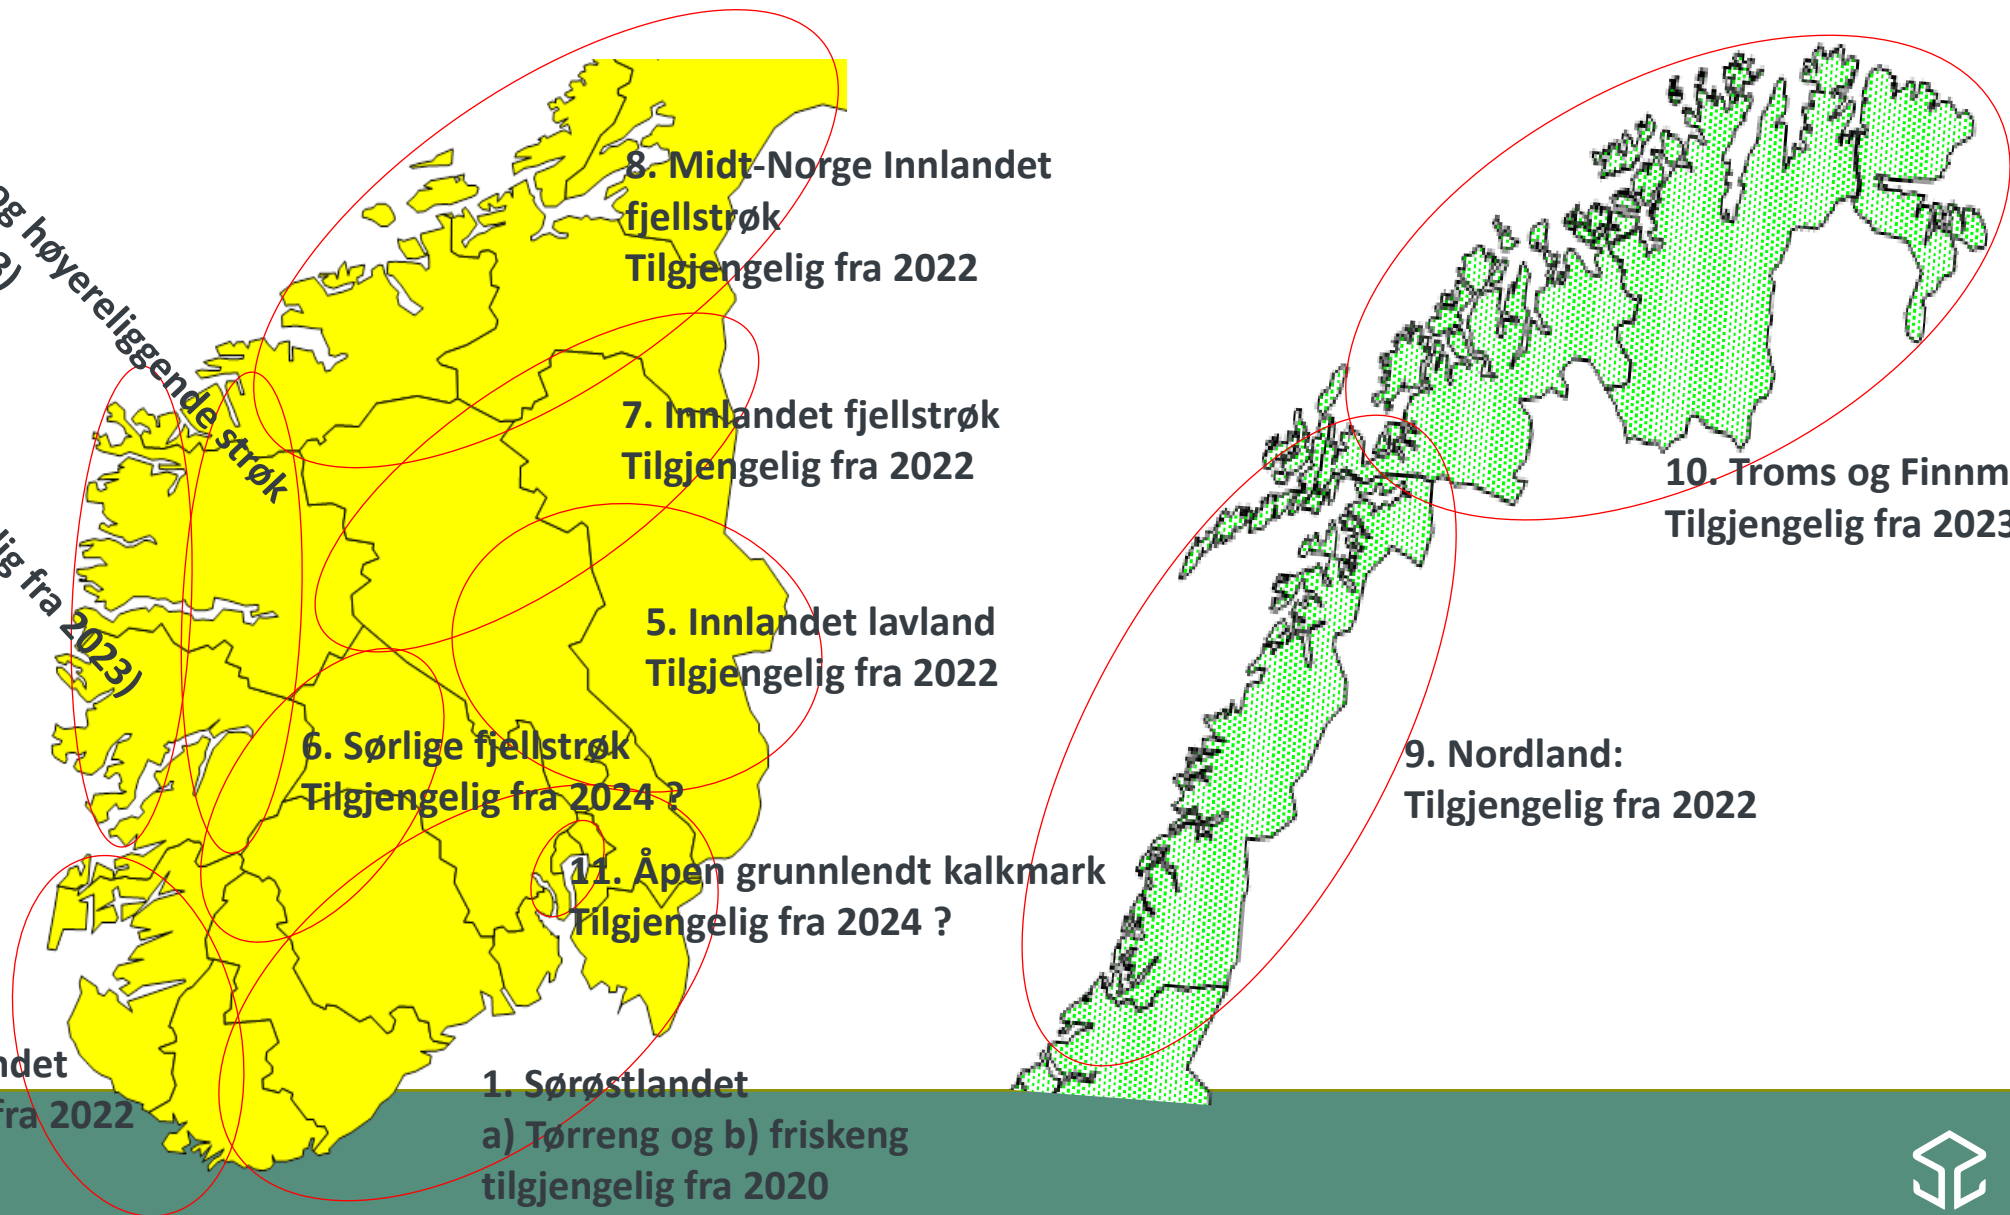 8. Midt-Norge Innlandet
fjellstrøk
Tilgjengelig fra 2022
og høyereliggende strøk
3)
7. Innlandet fjellstrøk
Tilgjengelig fra 2022
10. Troms og Finnm
Tilgjengelig fra 2023
lig fra 2023)
5. Innlandet lavland
Tilgjengelig fra 2022
6. Sørlige fjellstrøk
Tilgjengelig fra 2024 ?
9. Nordland:
Tilgjengelig fra 2022
11. Åpen grunnlendt kalkmark
Tilgjengelig fra 2024 ?
ndet
fra 2022
1. Sørøstlandet
a) Tørreng og b) friskeng
tilgjengelig fra 2020